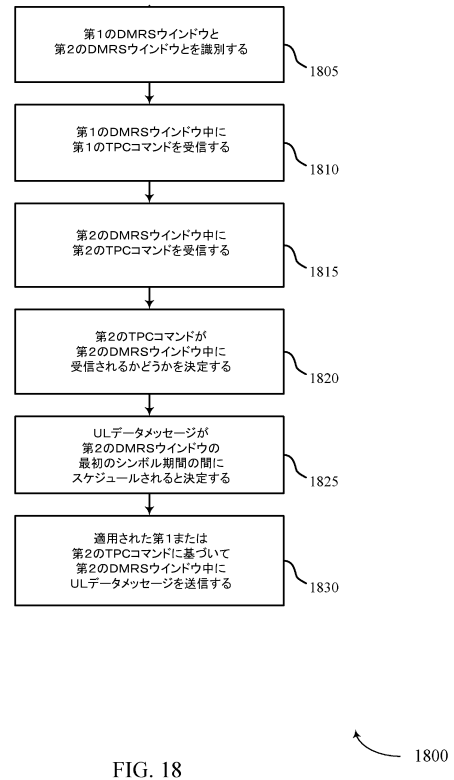 第1のDMRSウインドウと
第2のDMRSウインドウとを識別する
1805
第1のDMRSウインドウ中に
第1のTPCコマンドを受信する
1810
第2のDMRSウインドウ中に
第2のTPCコマンドを受信する
1815
第2のTPCコマンドが
第2のDMRSウインドウ中に
受信されるかどうかを決定する
1820
ULデータメッセージが
第2のDMRSウインドウの
最初のシンボル期間の間に
スケジュールされると決定する
1825
適用された第1または
第2のTPCコマンドに基づいて
第2のDMRSウインドウ中に
ULデータメッセージを送信する
1830
1800
FIG. 18